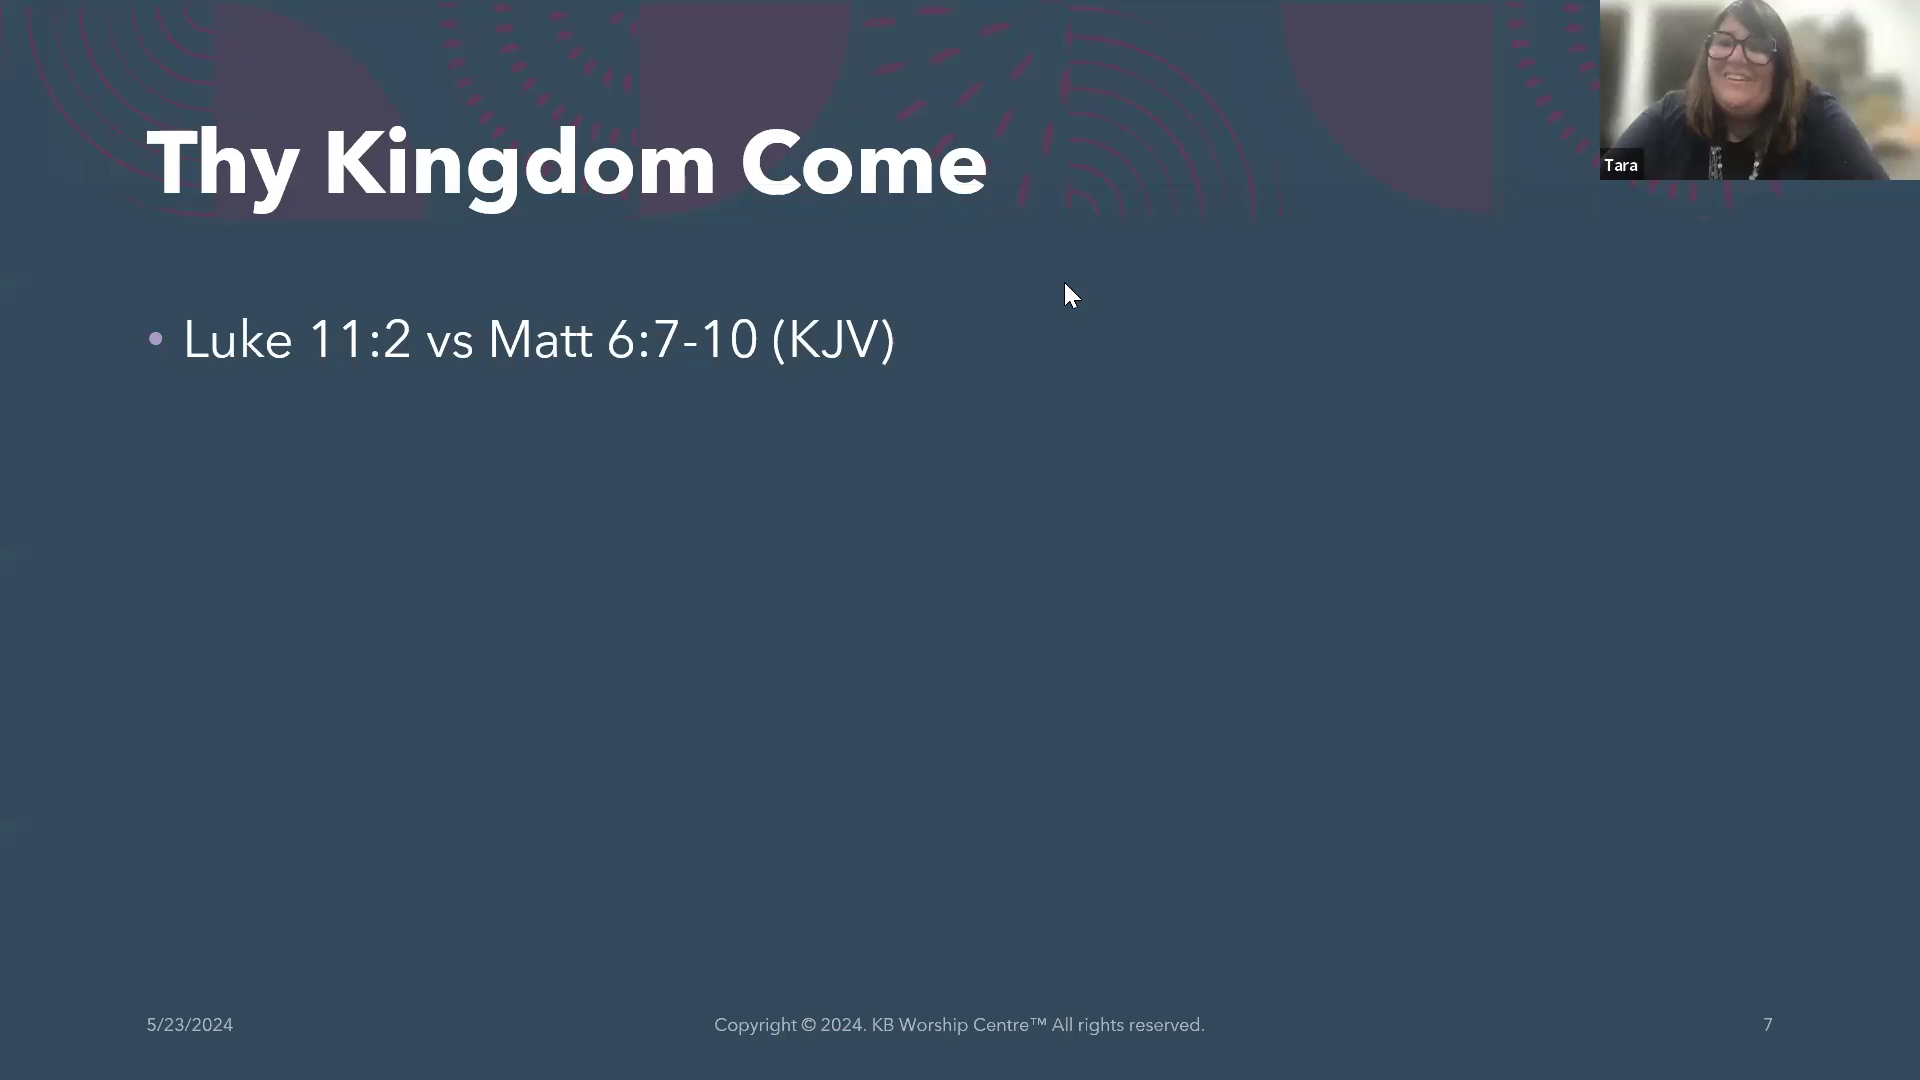 Thy Kingdom Come
Tara
• Luke 11:2 vs Matt 6:7-10 (KJV)
5/23/2024
Copyright © 2024. KB Worship Centre™ All rights reserved.
7